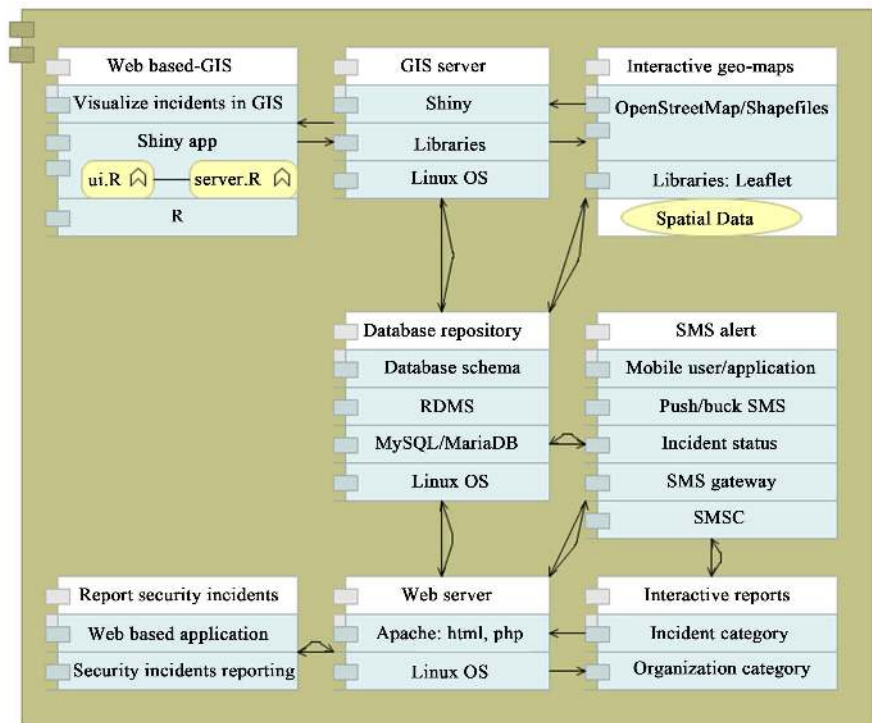 Web based-GIS
Visualize incidents in GIS
Shiny app
ui.R
server.R
R
GIS server
Shiny
Libraries
Linux OS
Interactive geo-maps
OpenStreetMap/Shapefiles
Libraries: Leaflet
Spatial Data
Database repository
Database schema
RDMS
MySQL/MariaDB
Linux OS
SMS alert
Mobile user/application
Push/buck SMS
Incident status
SMS gateway
SMSC
Report security incidents
Web based application
Security incidents reporting
Web server
Apache: html, php
Linux OS
Interactive reports
Incident category
Organization category